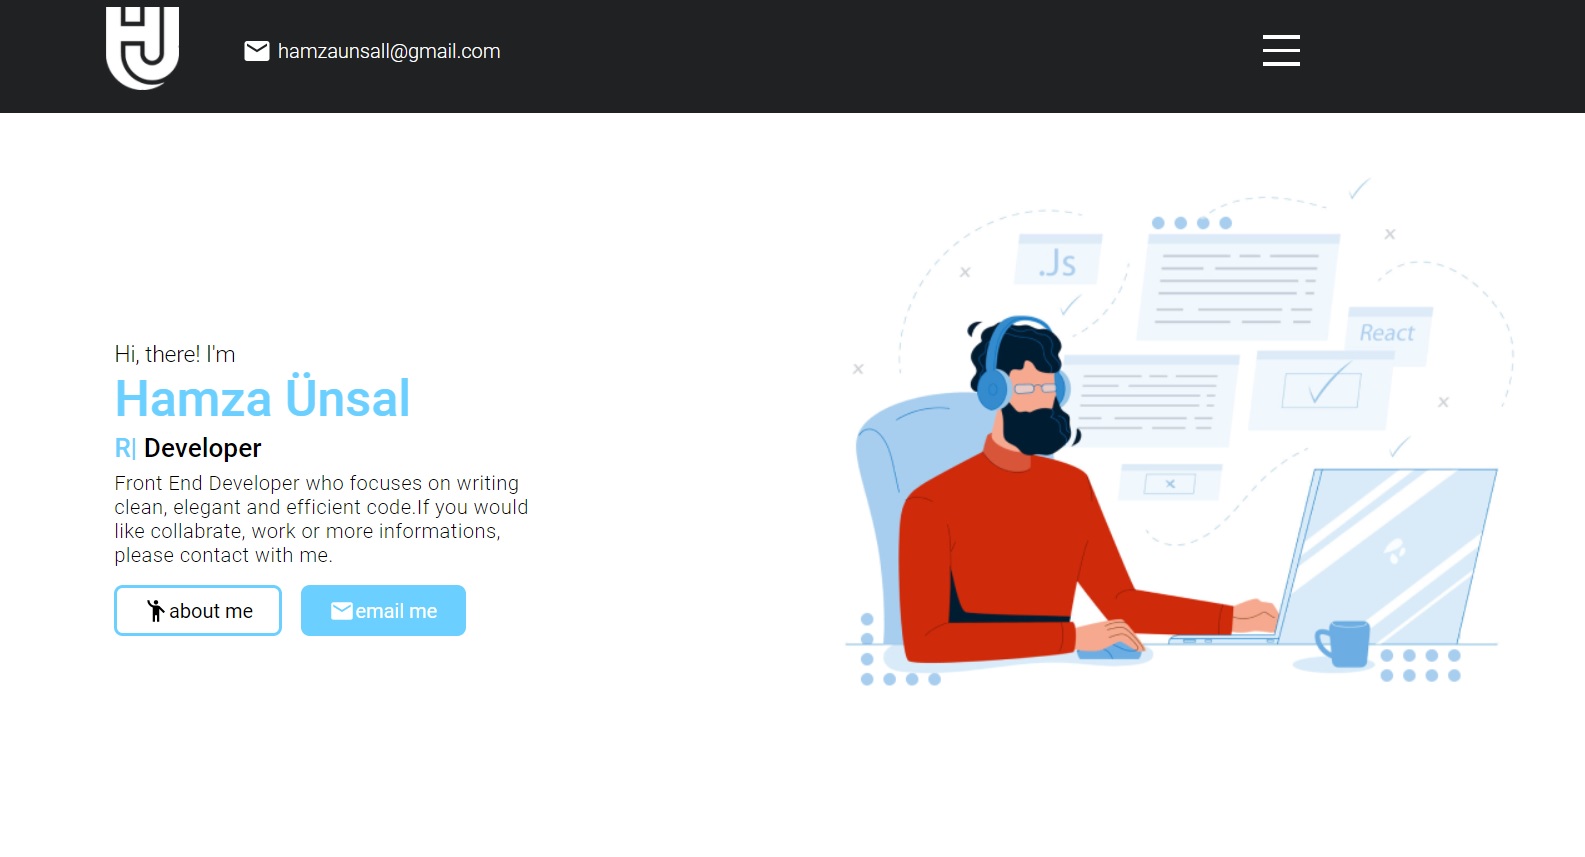 hamzaunsall@gmail.com
.Js
React
Hi, there! I'm
Hamza Ünsal
R| Developer
Front End Developer who focuses on writing
clean, elegant and efficient code.If you would
like collabrate, work or more informations,
please contact with me.
about me
email me